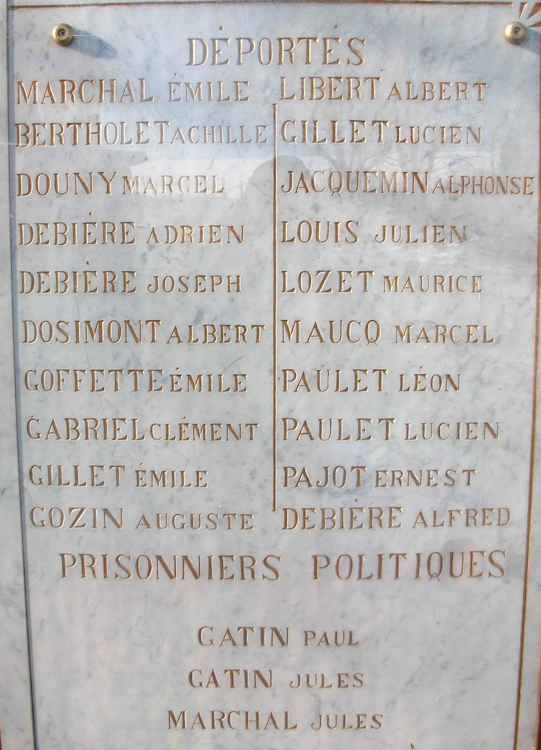 DÉPORTÉS
MARCHAL ÉMILE
BERTHOLET ACHILLE
DOUNY MARCEL
DEBIÈRE ADRIEN
DEBIÈRE JOSEPH
DOSIMONT ALBERT
GOFFETTE ÉMILE
GABRIEL CLÉMENT
GILLET ÉMILE
GOZIN AUGUSTE
LIBERT ALBERT
GILLET LUCIEN
JACQUEMIN ALPHONSE
LOUIS JULIEN
LOZET MAURICE
MAUCQ MARCEL
PAULET LÉON
PAULET LUCIEN
PAJOT ERNEST
DEBIÈRE ALFRED
PRISONNIERS POLITIQUES
GATIN PAUL
GATIN JULES
MARCHAL JULES